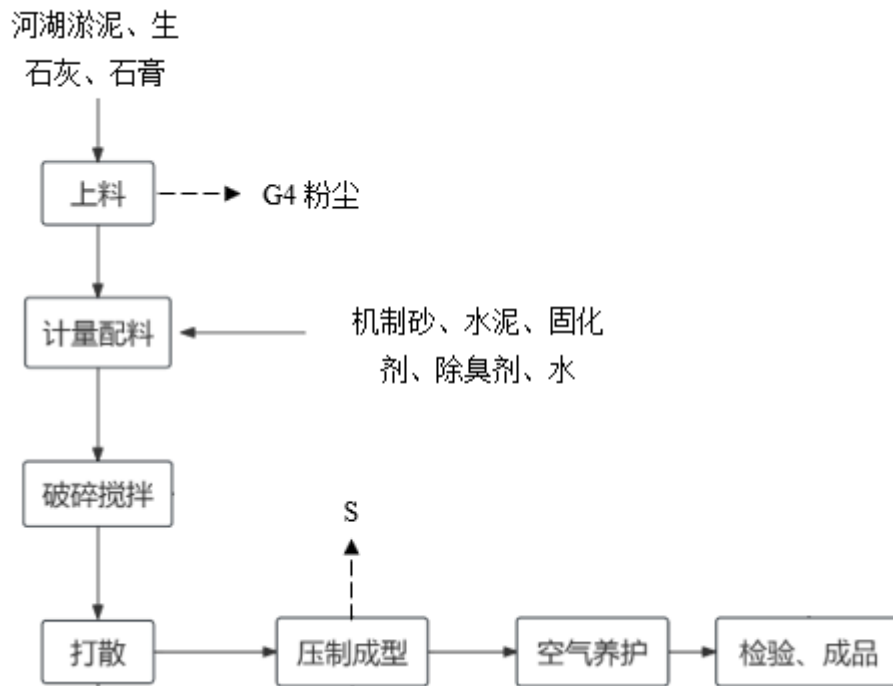 河湖淤泥、生
石灰、石膏
上料
G4 粉尘
计量配料
机制砂、水泥、固化
剂、除臭剂、水
破碎搅拌
S
打散
压制成型
空气养护
检验、成品